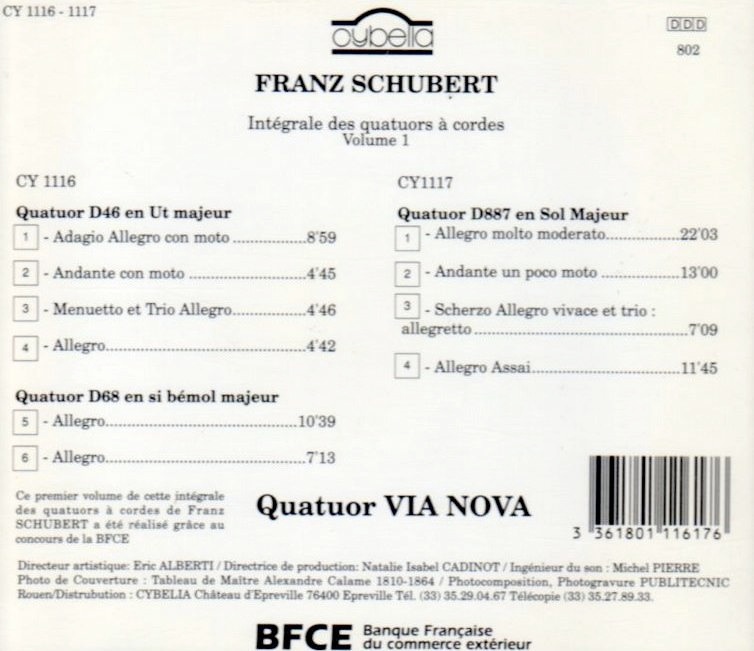 CY 1116 - 1117
cybelia
DDD
802
FRANZ SCHUBERT
Intégrale des quatuors à cordes
Volume 1
CY 1116
Quatuor D46 en Ut majeur
1 - Adagio Allegro con moto ..............8'59
2 - Andante con moto .......................4'45
3 - Menuetto et Trio Allegro..............4'46
4 - Allegro........................................4'42
Quatuor D68 en si bémol majeur
5 - Allegro.......................................10'39
6 - Allegro........................................7'13
CY1117
Quatuor D887 en Sol Majeur
1 - Allegro molto moderato....................22'03
2 - Andante un poco moto .....................13'00
3 - Scherzo Allegro vivace et trio :
allegretto ..........................................7'09
4 - Allegro Assai...................................11'45
Ce premier volume de cette intégrale
des quatuors à cordes de Franz
SCHUBERT a été réalisé grâce au
concours de la BFCE
Quatuor VIA NOVA
3 361801 116176
Directeur artistique: Eric ALBERTI / Directrice de production: Natalie Isabel CADINOT / Ingénieur du son : Michel PIERRE
Photo de Couverture : Tableau de Maître Alexandre Calame 1810-1864 / Photocomposition, Photogravure PUBLITECNIC
Rouen/Distrubution : CYBELIA Château d'Epreville 76400 Epreville Tél. (33) 35.29.04.67 Télécopie (33) 35.27.89.33.
BFCE Banque Française
du commerce extérieur